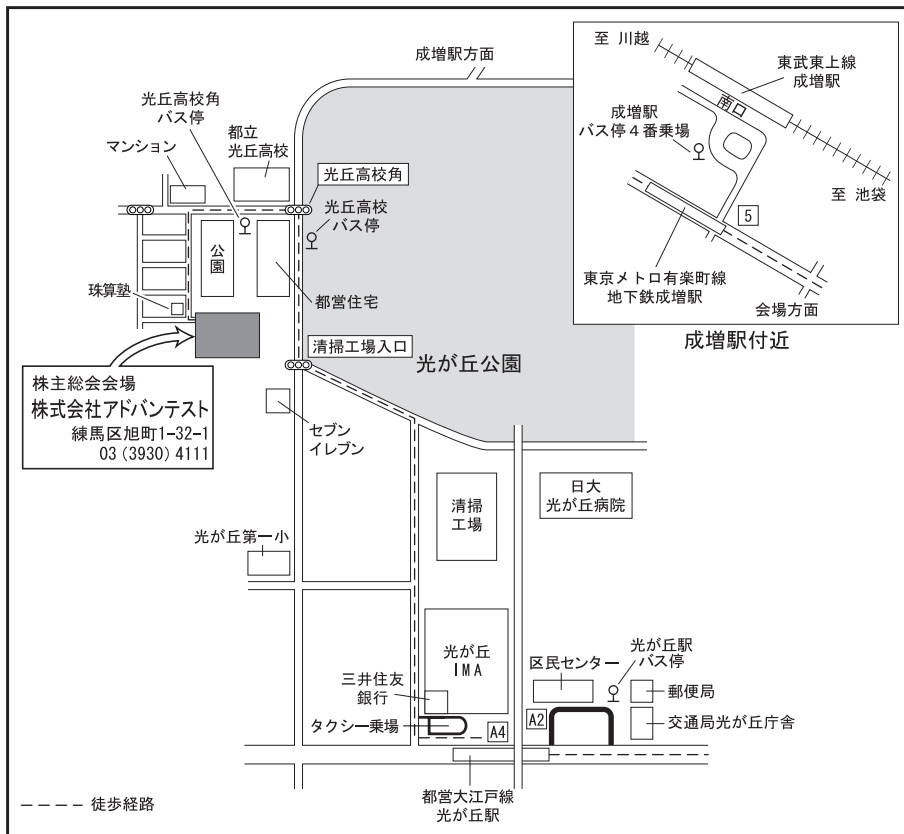 成増駅方面
光丘高校角
バス停
都立
光丘高校
マンション
光丘高校角
光丘高校
バス停
公園
珠算塾
都営住宅
清掃工場入口
光が丘公園
株主総会会場
株式会社アドバンテスト
練馬区旭町1-32-1
03 (3930) 4111
セブン
イレブン
清掃
工場
日大
光が丘病院
光が丘第一小
光が丘
IMA
三井住友
銀行
タクシー乗場
A4
A2
区民センター
光が丘駅
バス停
郵便局
交通局光が丘庁舎
都営大江戸線
光が丘駅
徒歩経路
至 川越
東武東上線
成増駅
南口
成増駅
バス停4番乗場
至 池袋
5
東京メトロ有楽町線
地下鉄成増駅
会場方面
成増駅付近